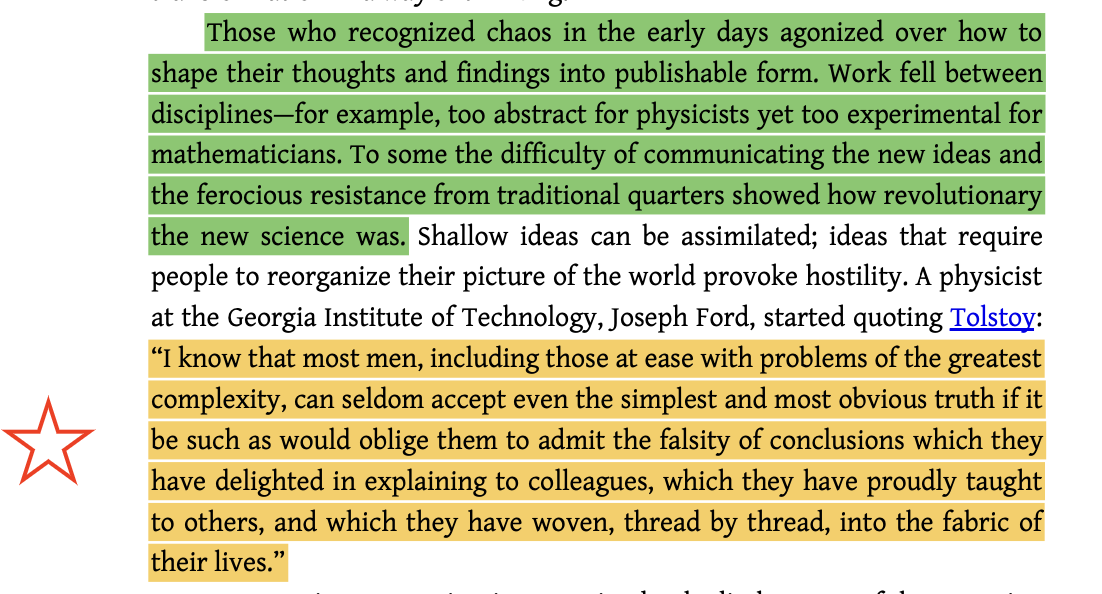 Those who recognized chaos in the early days agonized over how to
shape their thoughts and findings into publishable form. Work fell between
disciplines—for example, too abstract for physicists yet too experimental for
mathematicians. To some the difficulty of communicating the new ideas and
the ferocious resistance from traditional quarters showed how revolutionary
the new science was. Shallow ideas can be assimilated; ideas that require
people to reorganize their picture of the world provoke hostility. A physicist
at the Georgia Institute of Technology, Joseph Ford, started quoting Tolstoy:
“I know that most men, including those at ease with problems of the greatest
complexity, can seldom accept even the simplest and most obvious truth if it
be such as would oblige them to admit the falsity of conclusions which they
have delighted in explaining to colleagues, which they have proudly taught
to others, and which they have woven, thread by thread, into the fabric of
their lives.”